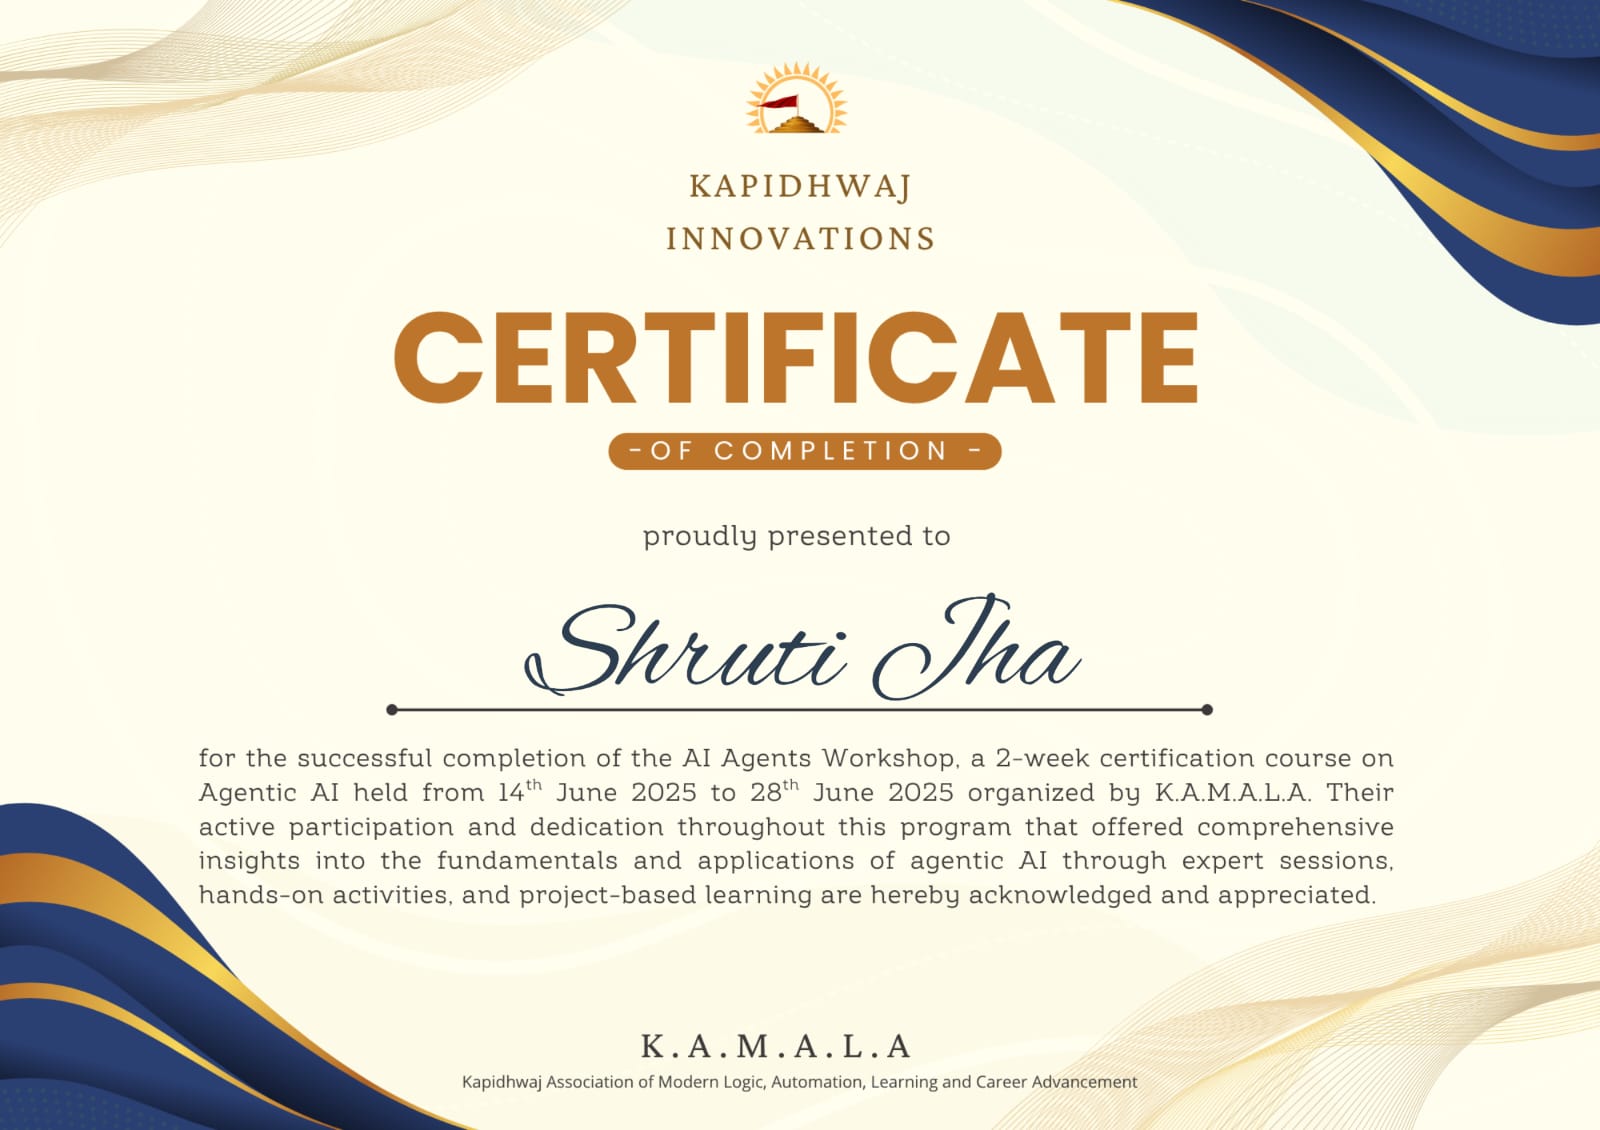 KAPIDHWAJ
INNOVATIONS
CERTIFICATE
-OF COMPLETION -
proudly presented to
Shruti Jha
for the successful completion of the AI Agents Workshop, a 2-week certification course on
Agentic AI held from 14th June 2025 to 28th June 2025 organized by K.A.M.A.L.A. Their
active participation and dedication throughout this program that offered comprehensive
insights into the fundamentals and applications of agentic AI through expert sessions,
hands-on activities, and project-based learning are hereby acknowledged and appreciated.
K.A.M.A.L.A
Kapidhwaj Association of Modern Logic, Automation, Learning and Career Advancement